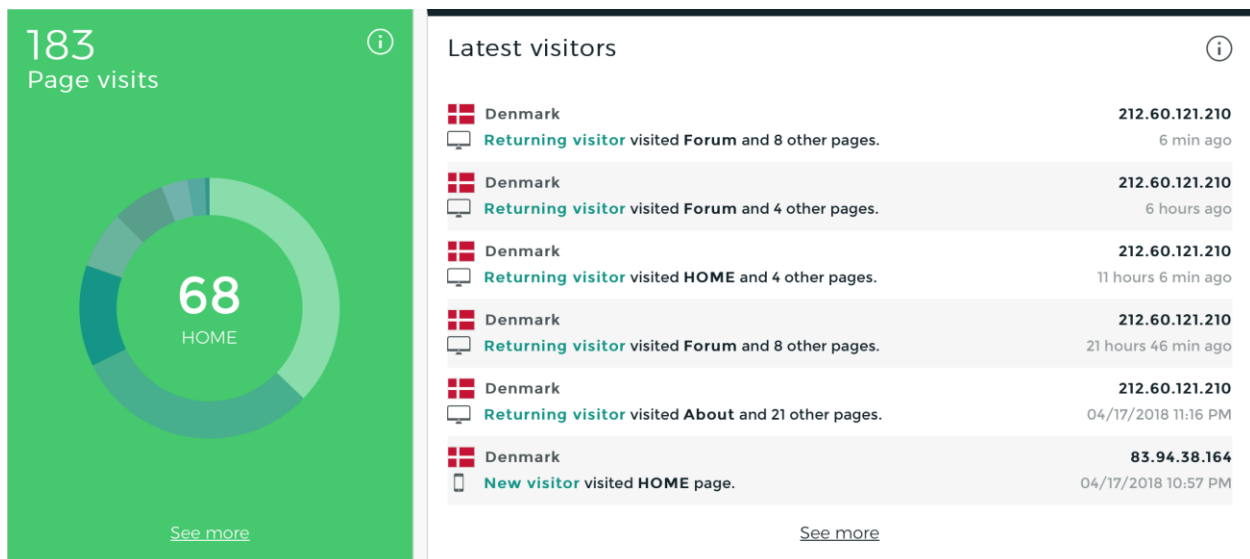 183
Page visits
68
HOME
See more
Latest visitors
Denmark 212.60.121.210
Returning visitor visited Forum and 8 other pages. 6 min ago
Denmark 212.60.121.210
Returning visitor visited Forum and 4 other pages. 6 hours ago
Denmark 212.60.121.210
Returning visitor visited HOME and 4 other pages. 11 hours 6 min ago
Denmark 212.60.121.210
Returning visitor visited Forum and 8 other pages. 21 hours 46 min ago
Denmark 212.60.121.210
Returning visitor visited About and 21 other pages. 04/17/2018 11:16 PM
Denmark 83.94.38.164
New visitor visited HOME page. 04/17/2018 10:57 PM
See more